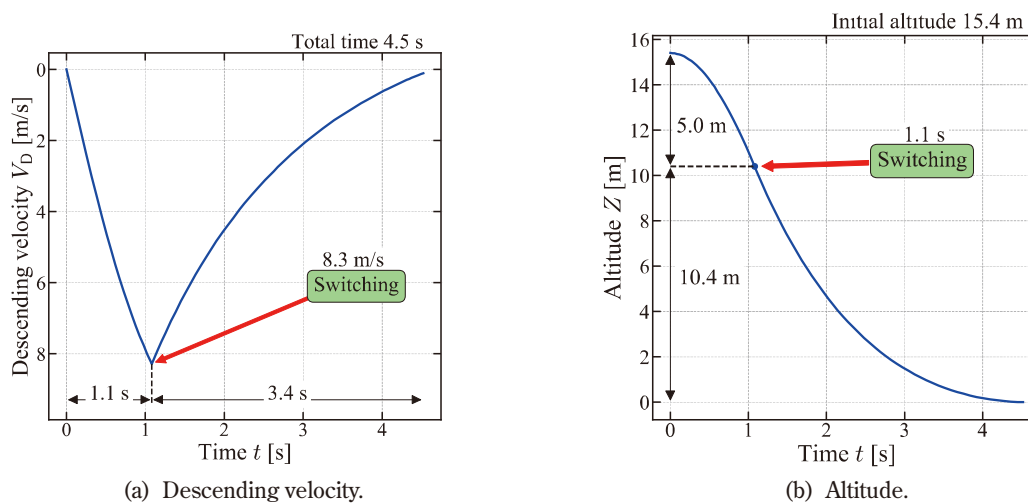 Total time 4.5 s
0
2
4
6
8
Descending velocity V_D [m/s]
8.3 m/s
Switching
1.1 s
3.4 s
0 1 2 3 4
Time t [s]
(a) Descending velocity.
Initial altitude 15.4 m
16
14
12
10
8
6
4
2
0
Altitude Z [m]
5.0 m
10.4 m
1.1 s
Switching
0 1 2 3 4
Time t [s]
(b) Altitude.